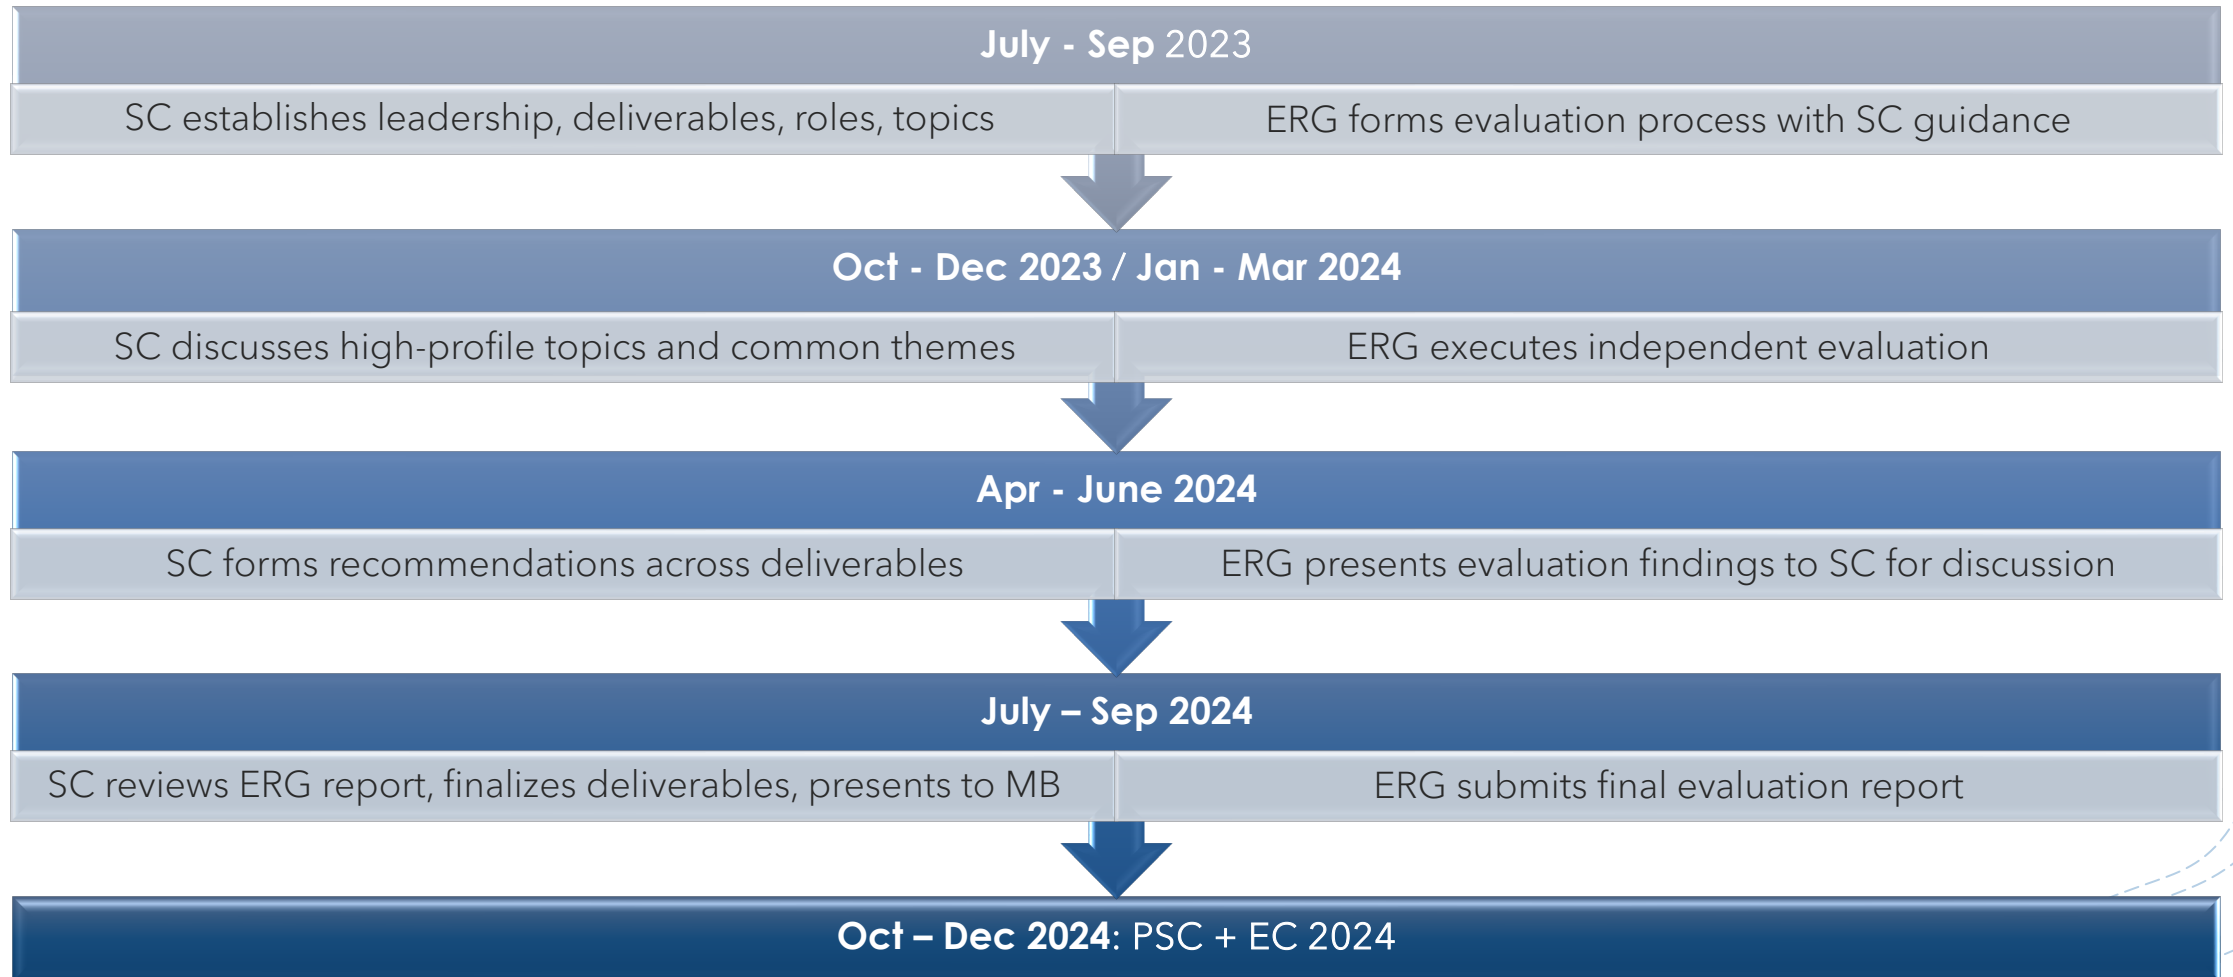 July - Sep 2023
SC establishes leadership, deliverables, roles, topics
ERG forms evaluation process with SC guidance
Oct - Dec 2023 / Jan - Mar 2024
SC discusses high-profile topics and common themes
ERG executes independent evaluation
Apr - June 2024
SC forms recommendations across deliverables
ERG presents evaluation findings to SC for discussion
July – Sep 2024
SC reviews ERG report, finalizes deliverables, presents to MB
ERG submits final evaluation report
Oct – Dec 2024: PSC + EC 2024